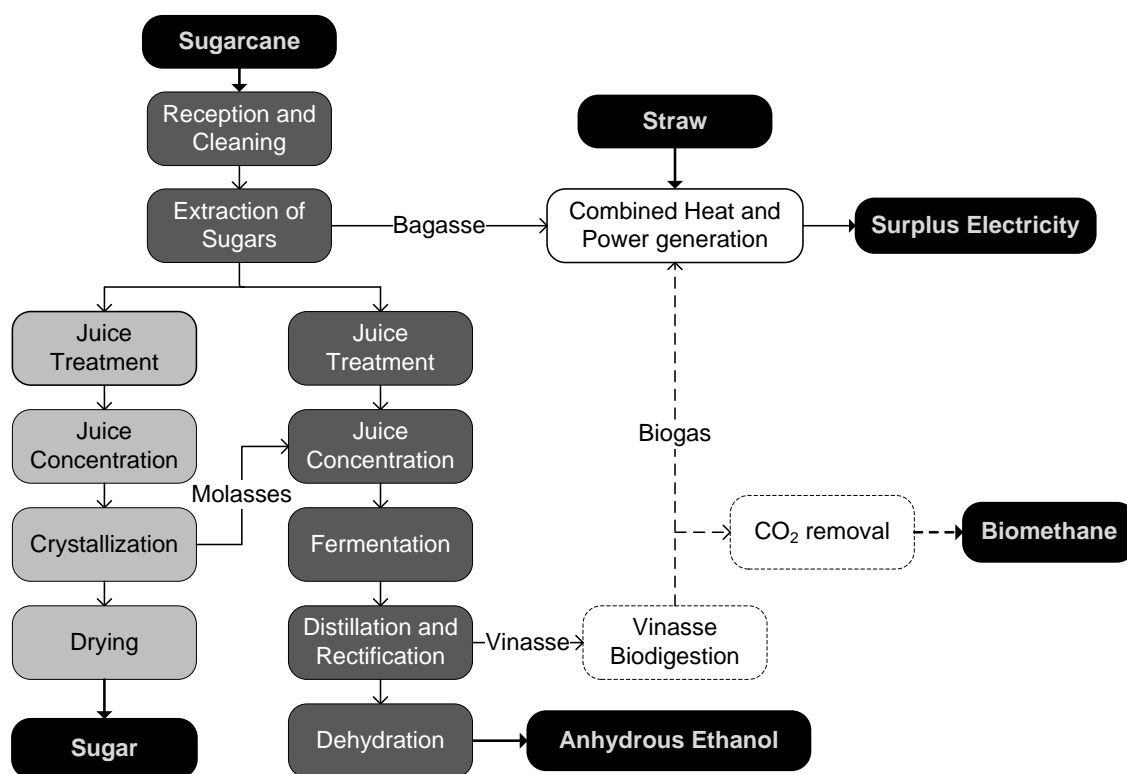 Sugarcane
Reception and
Cleaning
Straw
Extraction of
Sugars
Bagasse
Combined Heat and
Power generation
Surplus Electricity
Juice
Treatment
Juice
Treatment
Juice
Concentration
Juice
Concentration
Biogas
Molasses
Crystallization
Fermentation
CO₂ removal
Biomethane
Drying
Distillation and
Rectification
Vinasse
Vinasse
Biodigestion
Sugar
Dehydration
Anhydrous Ethanol